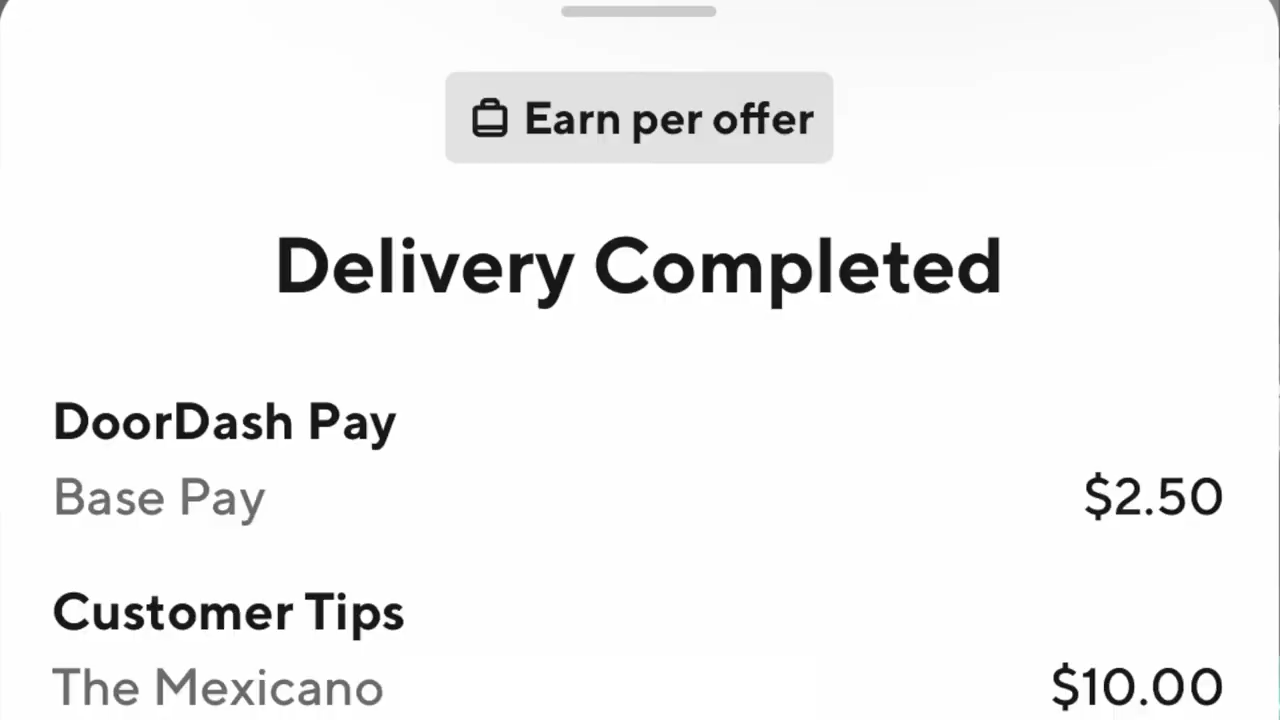 Earn per offer
Delivery Completed
DoorDash Pay
Base Pay $2.50
Customer Tips
The Mexicano $10.00